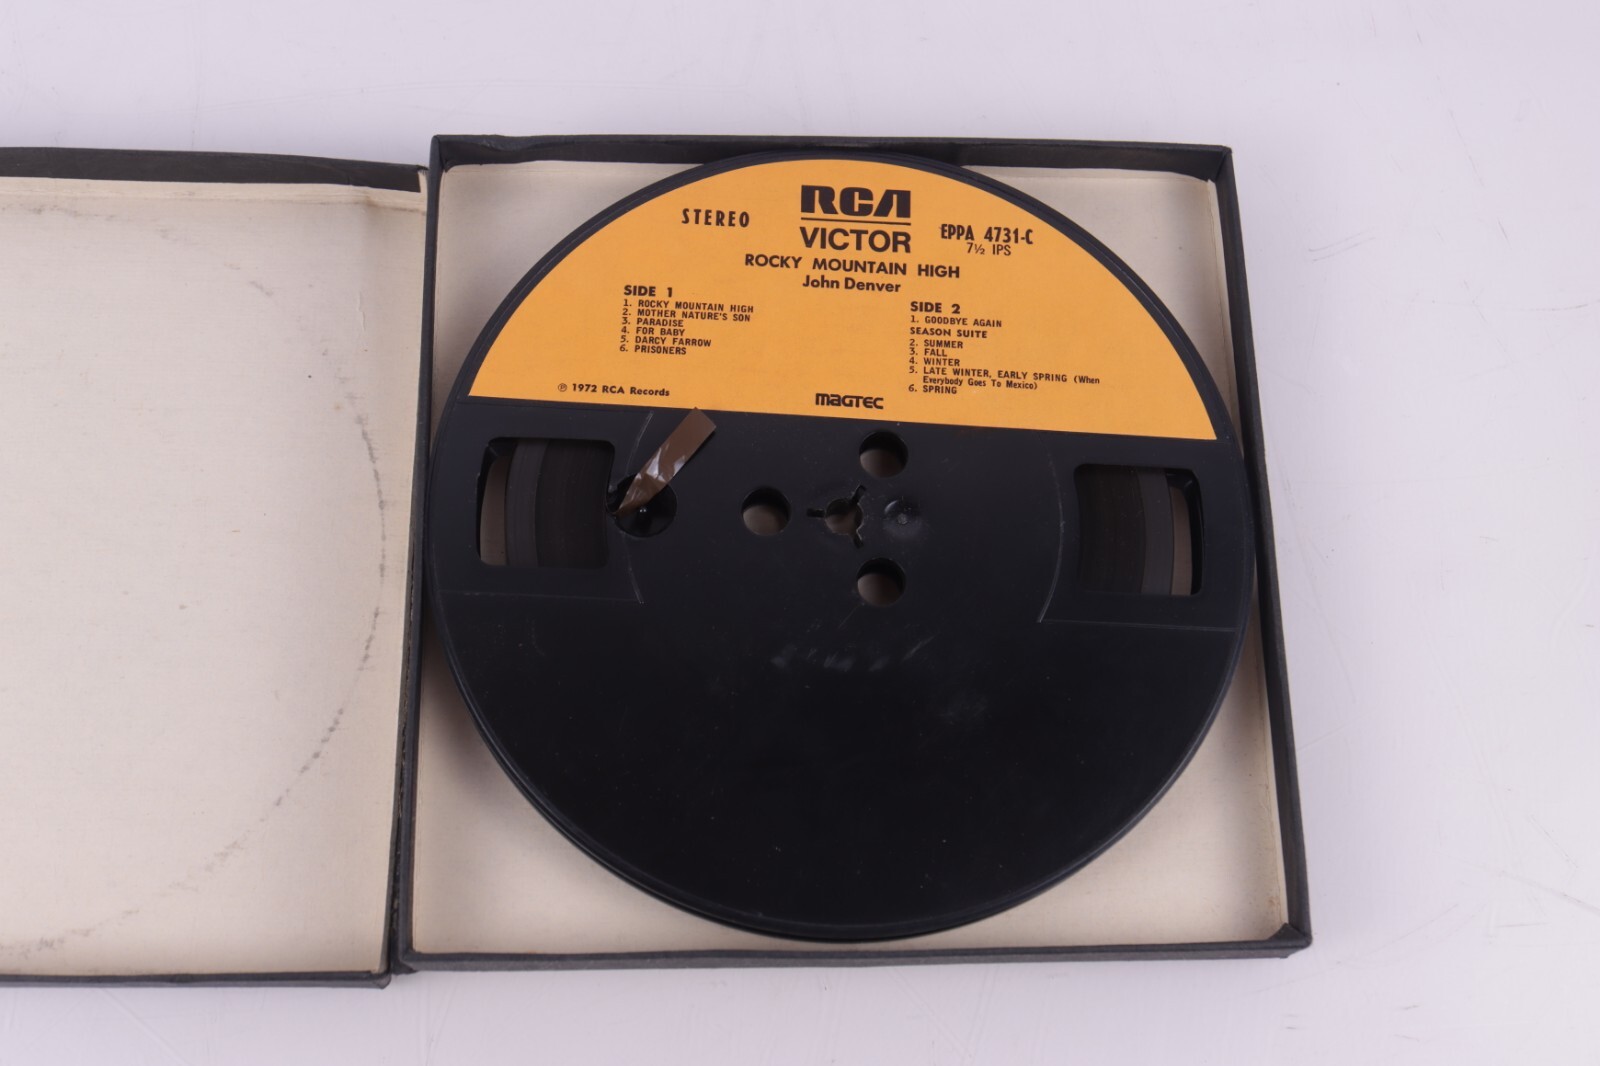 RCA
VICTOR
STEREO
EPPA 4731-C
7½ IPS
ROCKY MOUNTAIN HIGH
John Denver
SIDE 1
1. ROCKY MOUNTAIN HIGH
2. MOTHER NATURE'S SON
3. PARADISE
4. FOR BABY
5. DARCY FARROW
6. PRISONERS
SIDE 2
1. GOODBYE AGAIN
SEASON SUITE
2. SUMMER
3. FALL
4. WINTER
5. LATE WINTER, EARLY SPRING (When
Everybody Goes To Mexico)
6. SPRING
℗ 1972 RCA Records
MAGTEC